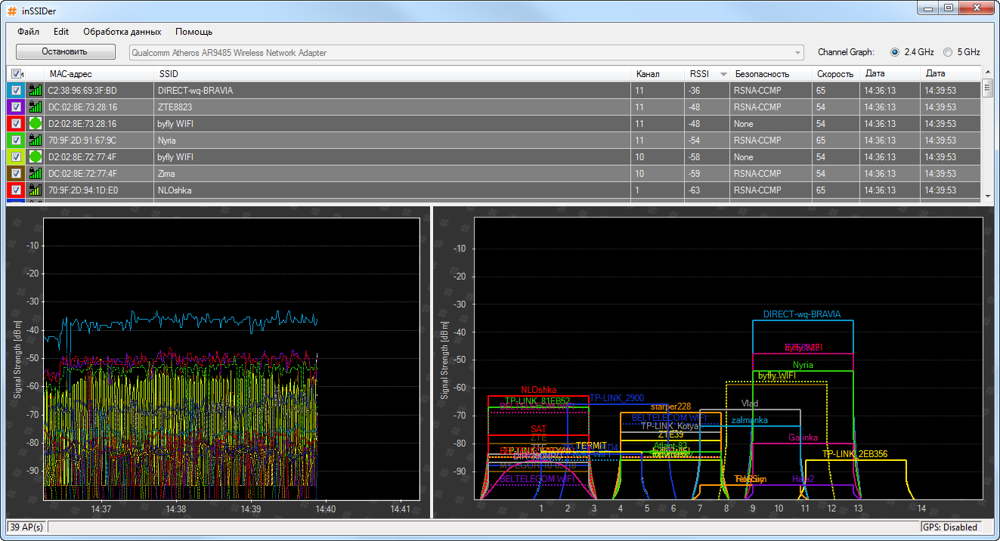 inSSIDer
Файл Edit Обработка данных Помощь
Остановить Qualcomm Atheros AR9485 Wireless Network Adapter Channel Graph: 2.4 GHz 5 GHz
и MAC-адрес SSID Канал RSSI Безопасность Скорость Дата Дата
C2:38:96:69:3F:BD DIRECT-wq-BRAVIA 11 -36 RSNA-CCMP 65 14:36:13 14:39:53
DC:02:8E:73:28:16 ZTE8823 11 -48 RSNA-CCMP 54 14:36:13 14:39:53
D2:02:8E:73:28:16 byfly WIFI 11 -48 None 54 14:36:13 14:39:53
70:9F:2D:91:67:9C Nyria 11 -54 RSNA-CCMP 65 14:36:13 14:39:53
D2:02:8E:72:77:4F byfly WIFI 10 -58 None 54 14:36:13 14:39:53
DC:02:8E:72:77:4F Zima 10 -59 RSNA-CCMP 54 14:36:13 14:39:53
70:9F:2D:94:1D:E0 NLOshka 1 -63 RSNA-CCMP 65 14:36:13 14:39:53
Signal Strength [dBm]
-10
-20
-30
-40
-50
-60
-70
-80
-90
14:37 14:38 14:39 14:40 14:41
Signal Strength [dBm]
-10
-20
-30
-40
-50
-60
-70
-80
-90
DIRECT-wq-BRAVIA
Nyria
byfly WIFI
NLOshka
TP-LINK_2900
TP-LINK_81EB52
Vlad
starper228
BELTELECOM WIFI
BELTELECOM WIFI
zalmanka
TP-LINK_Kotya
SAT
ZTE39
ZTE
Galinka
TERMIT
TP-LINK_2EB356
BELTELECOM WIFI
1 2 3 4 5 6 7 8 9 10 11 12 13 14
39 AP(s) GPS: Disabled